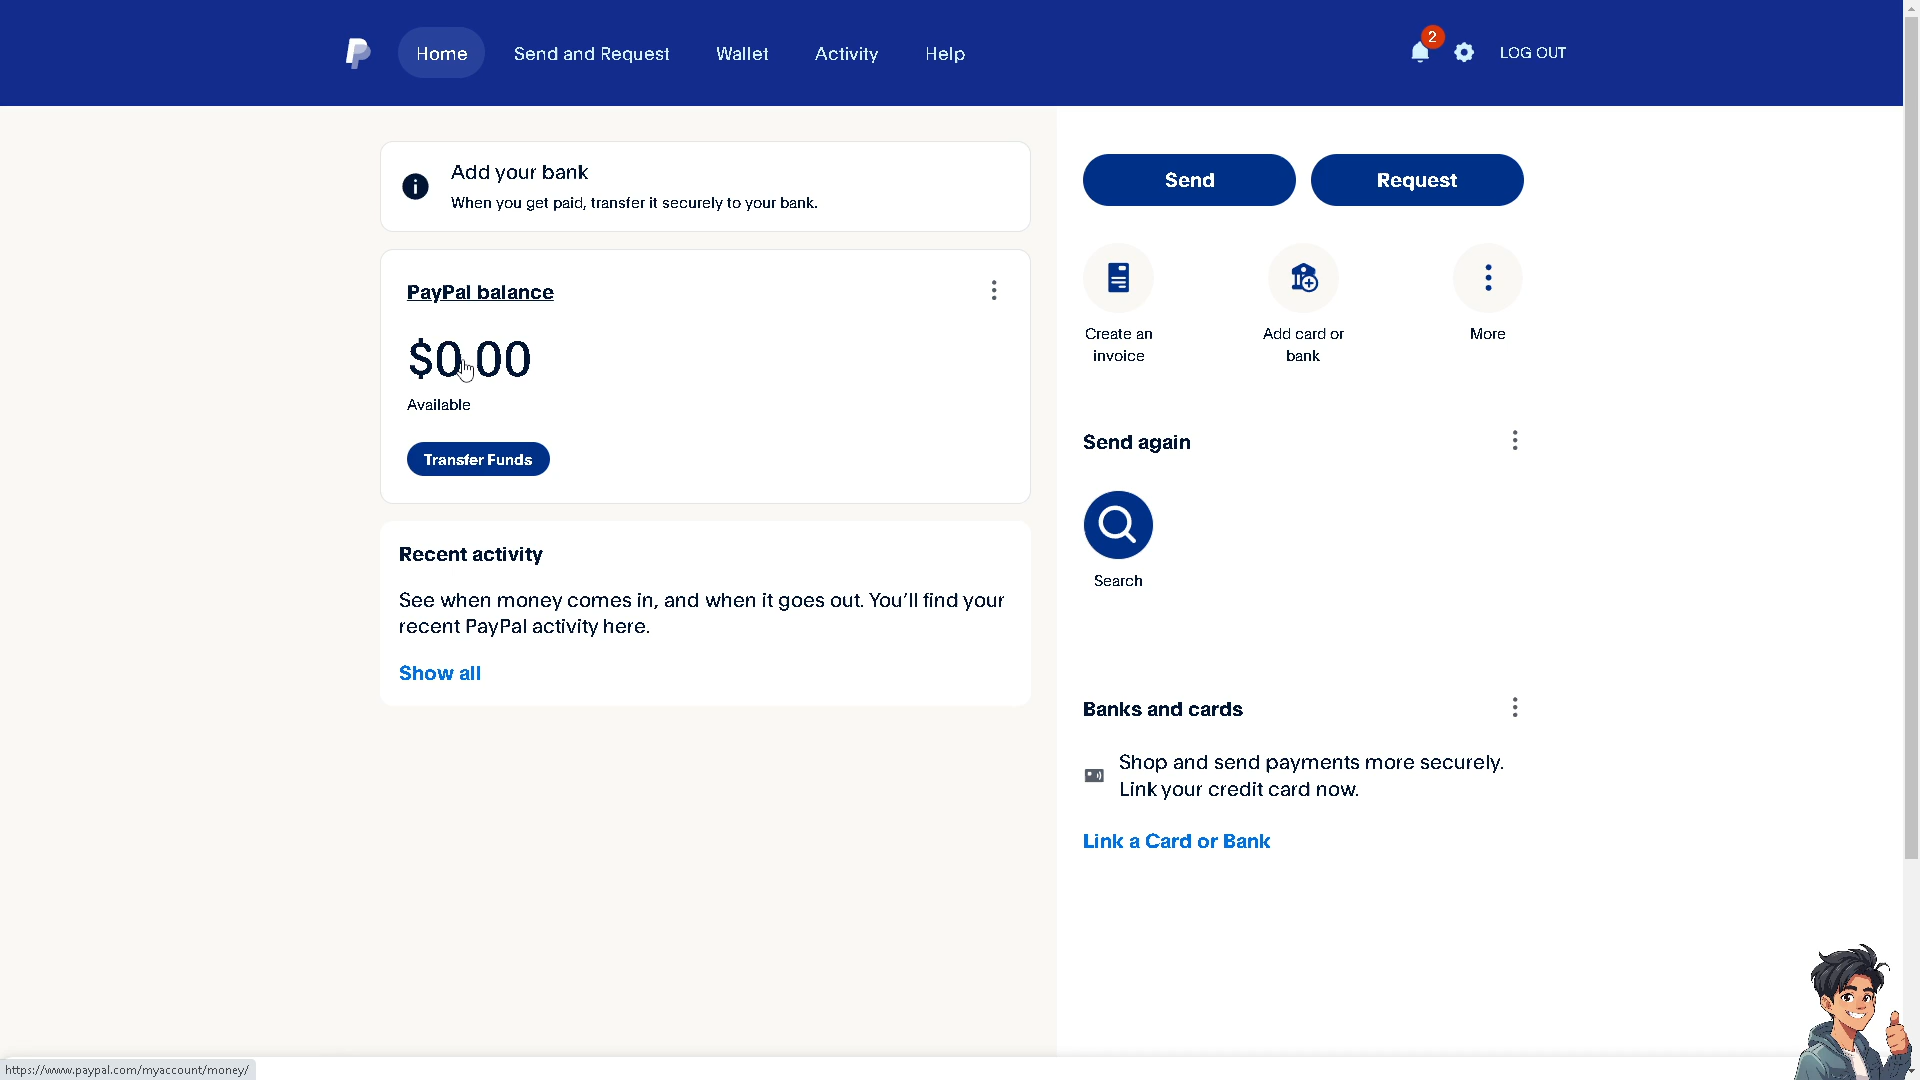 Home
Send and Request
Wallet
Activity
Help
2
LOG OUT
Add your bank
When you get paid, transfer it securely to your bank.
PayPal balance
$0.00
Available
Transfer Funds
Recent activity
See when money comes in, and when it goes out. You'll find your
recent PayPal activity here.
Show all
Send
Request
Create an
invoice
Add card or
bank
More
Send again
Search
Banks and cards
Shop and send payments more securely.
Link your credit card now.
Link a Card or Bank
https://www.paypal.com/myaccount/money/